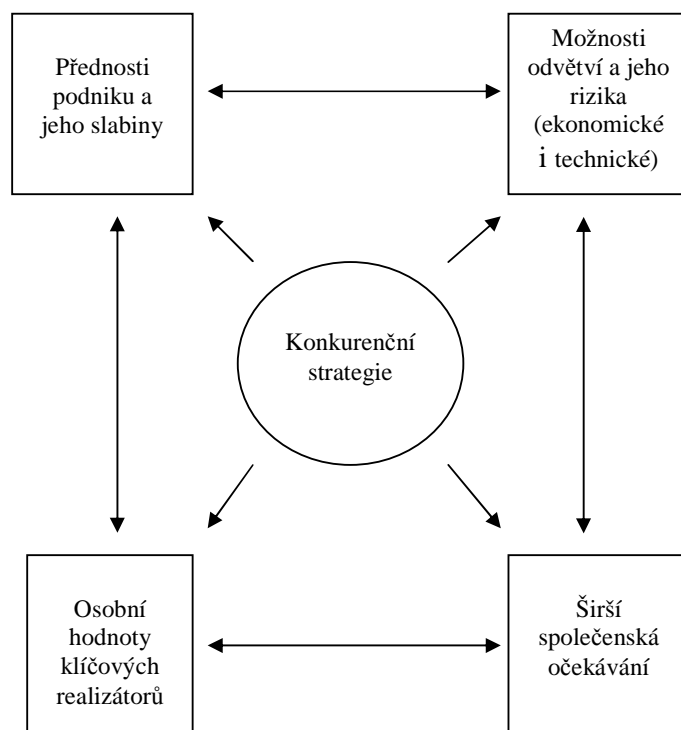 Přednosti
podniku a
jeho slabiny
Možnosti
odvětví a jeho
rizika
(ekonomické
i technické)
Konkurenční
strategie
Osobní
hodnoty
klíčových
realizátorů
Širší
společenská
očekávání